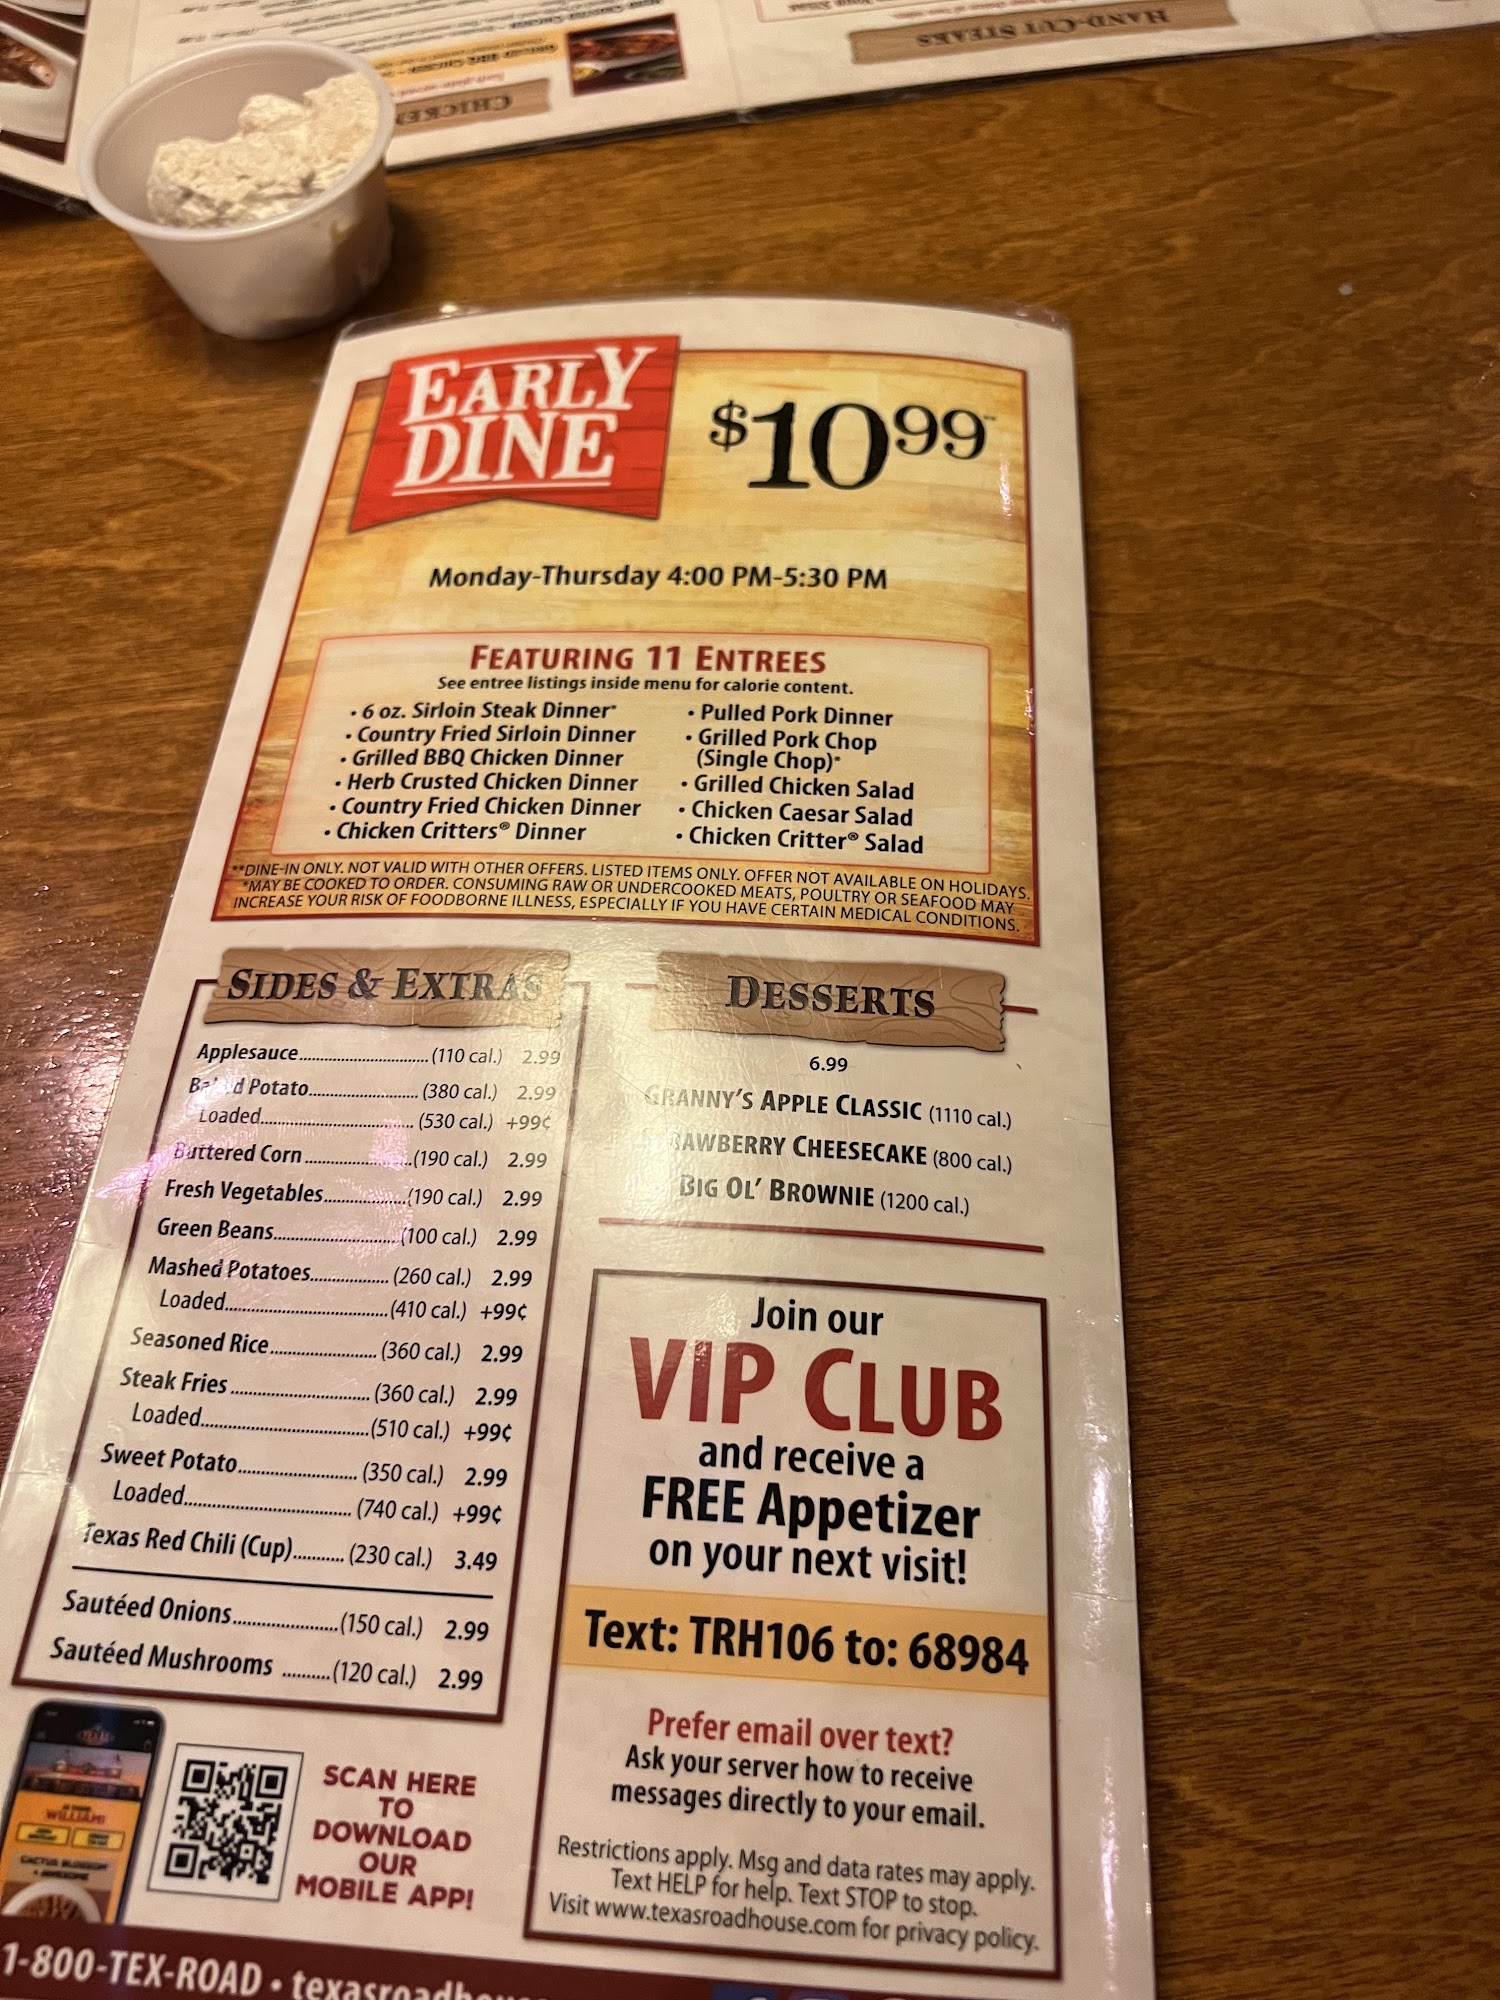 HAND-CUT STEAKS
EARLY
DINE
$10.99**
Monday-Thursday 4:00 PM-5:30 PM
FEATURING 11 ENTREES
See entree listings inside menu for calorie content.
• 6 oz. Sirloin Steak Dinner*
• Country Fried Sirloin Dinner
• Grilled BBQ Chicken Dinner
• Herb Crusted Chicken Dinner
• Country Fried Chicken Dinner
• Chicken Critters® Dinner
• Pulled Pork Dinner
• Grilled Pork Chop
(Single Chop)*
• Grilled Chicken Salad
• Chicken Caesar Salad
• Chicken Critter® Salad
**DINE-IN ONLY. NOT VALID WITH OTHER OFFERS. LISTED ITEMS ONLY. OFFER NOT AVAILABLE ON HOLIDAYS.
*MAY BE COOKED TO ORDER. CONSUMING RAW OR UNDERCOOKED MEATS, POULTRY OR SEAFOOD MAY
INCREASE YOUR RISK OF FOODBORNE ILLNESS, ESPECIALLY IF YOU HAVE CERTAIN MEDICAL CONDITIONS.
SIDES & EXTRAS
Applesauce (110 cal.) 2.99
Baked Potato (380 cal.) 2.99
Loaded (530 cal.) +99¢
Buttered Corn (190 cal.) 2.99
Fresh Vegetables (190 cal.) 2.99
Green Beans (100 cal.) 2.99
Mashed Potatoes (260 cal.) 2.99
Loaded (410 cal.) +99¢
Seasoned Rice (360 cal.) 2.99
Steak Fries (360 cal.) 2.99
Loaded (510 cal.) +99¢
Sweet Potato (350 cal.) 2.99
Loaded (740 cal.) +99¢
Texas Red Chili (Cup) (230 cal.) 3.49
Sautéed Onions (150 cal.) 2.99
Sautéed Mushrooms (120 cal.) 2.99
DESSERTS
6.99
GRANNY'S APPLE CLASSIC (1110 cal.)
STRAWBERRY CHEESECAKE (800 cal.)
BIG OL' BROWNIE (1200 cal.)
Join our
VIP CLUB
and receive a
FREE Appetizer
on your next visit!
Text: TRH106 to: 68984
Prefer email over text?
Ask your server how to receive
messages directly to your email.
Restrictions apply. Msg and data rates may apply.
Text HELP for help. Text STOP to stop.
Visit www.texasroadhouse.com for privacy policy.
SCAN HERE
TO
DOWNLOAD
OUR
MOBILE APP!
1-800-TEX-ROAD • texasroadhou